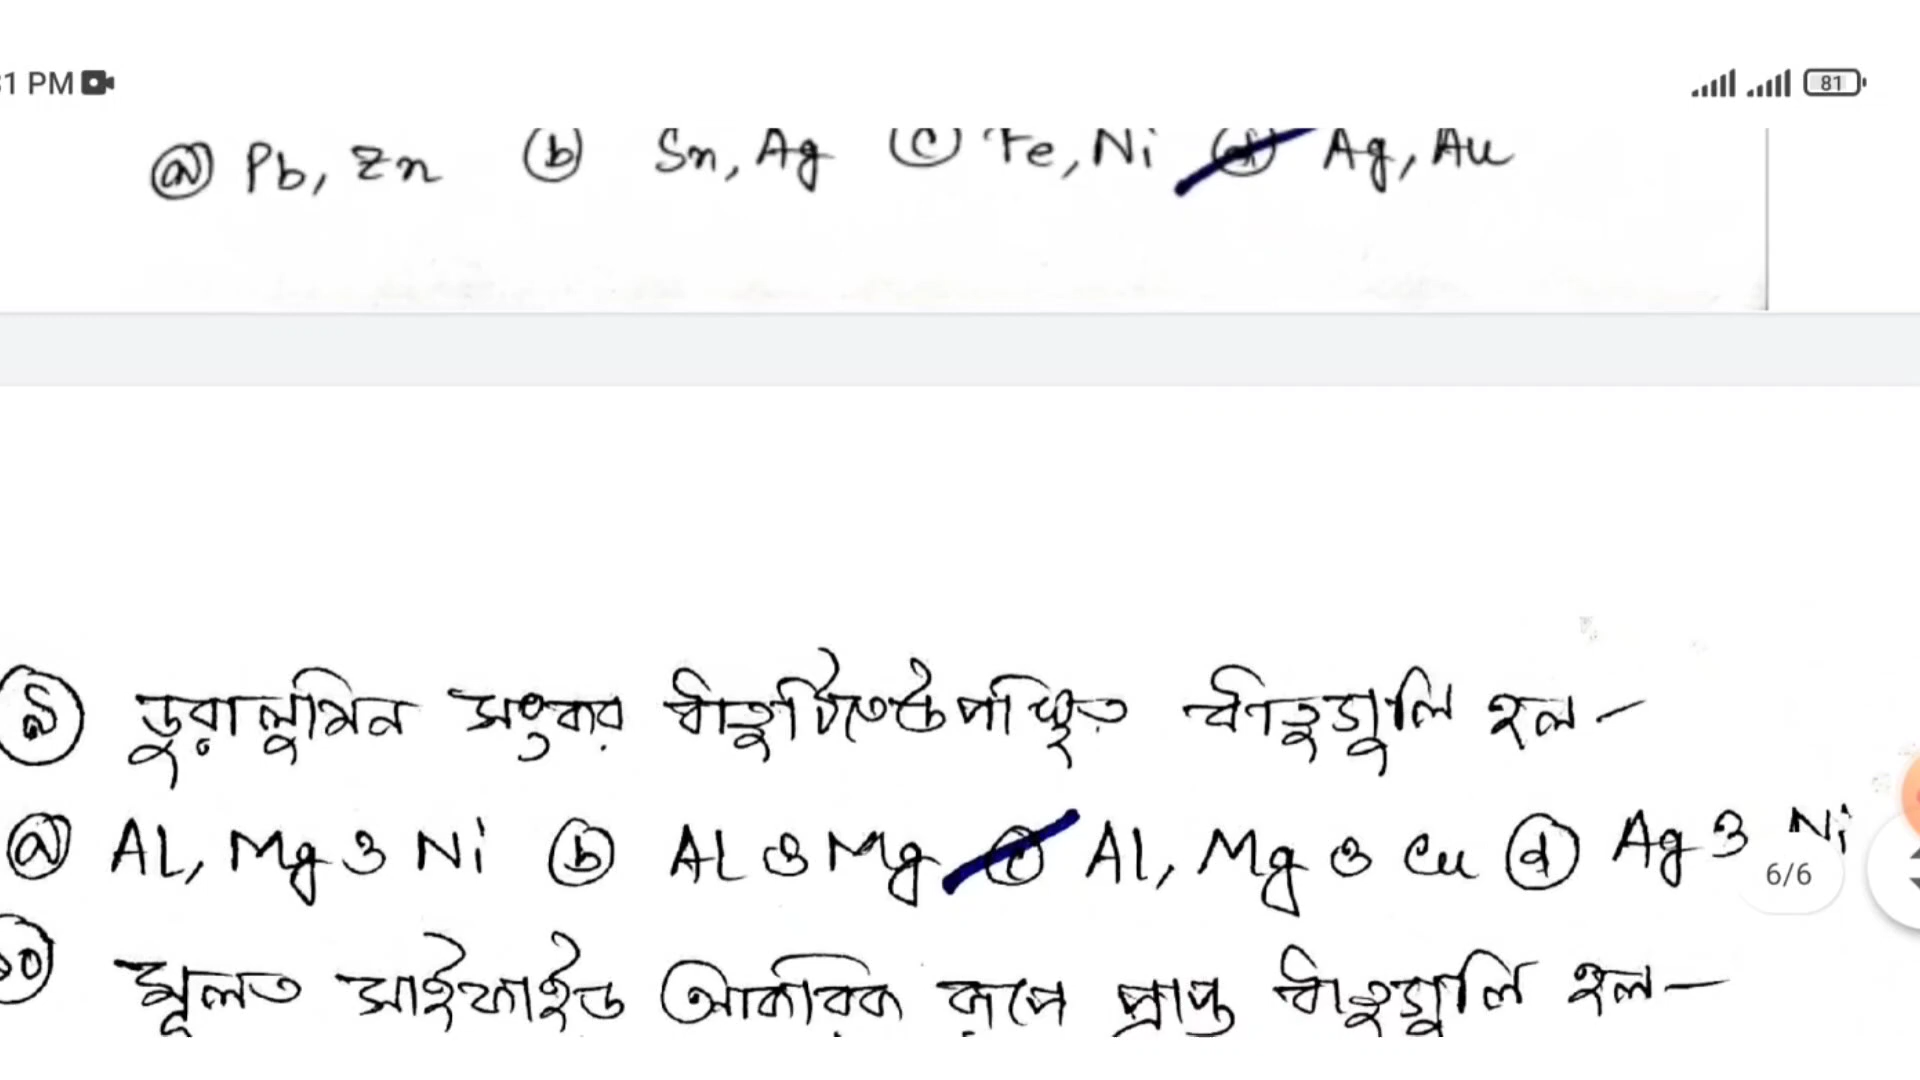 1 PM 81
ⓐ Pb, Zn ⓑ Sn, Ag ⓒ Fe, Ni ⓓ Ag, Au
৯ ডুরালুমিন সংকর ধাতুটিতে উপস্থিত ধাতুগুলি হল -
ⓐ Al, Mg ও Ni ⓑ Al ও Mg ⓒ Al, Mg ও Cu ⓓ Ag ও Ni
6/6
১০ মূলত সাইফাইড আকরিক রূপে প্রাপ্ত ধাতুগুলি হল -